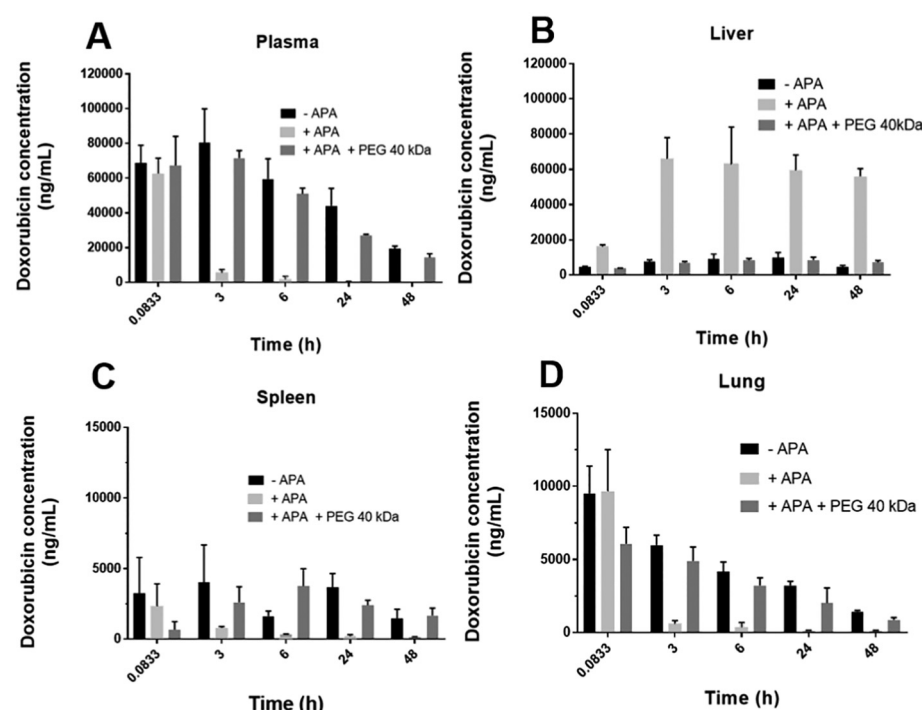 A
Plasma
Doxorubicin concentration
(ng/mL)
120000
100000
80000
60000
40000
20000
0
- APA
+ APA
+ APA + PEG 40 kDa
0.0833
3
6
24
48
Time (h)
B
Liver
Doxorubicin concentration
(ng/mL)
120000
100000
80000
60000
40000
20000
0
- APA
+ APA
+ APA + PEG 40kDa
0.0833
3
6
24
48
Time (h)
C
Spleen
Doxorubicin concentration
(ng/mL)
15000
10000
5000
0
- APA
+ APA
+ APA + PEG 40 kDa
0.0833
3
6
24
48
Time (h)
D
Lung
Doxorubicin concentration
(ng/mL)
15000
10000
5000
0
- APA
+ APA
+ APA + PEG 40 kDa
0.0833
3
6
24
48
Time (h)